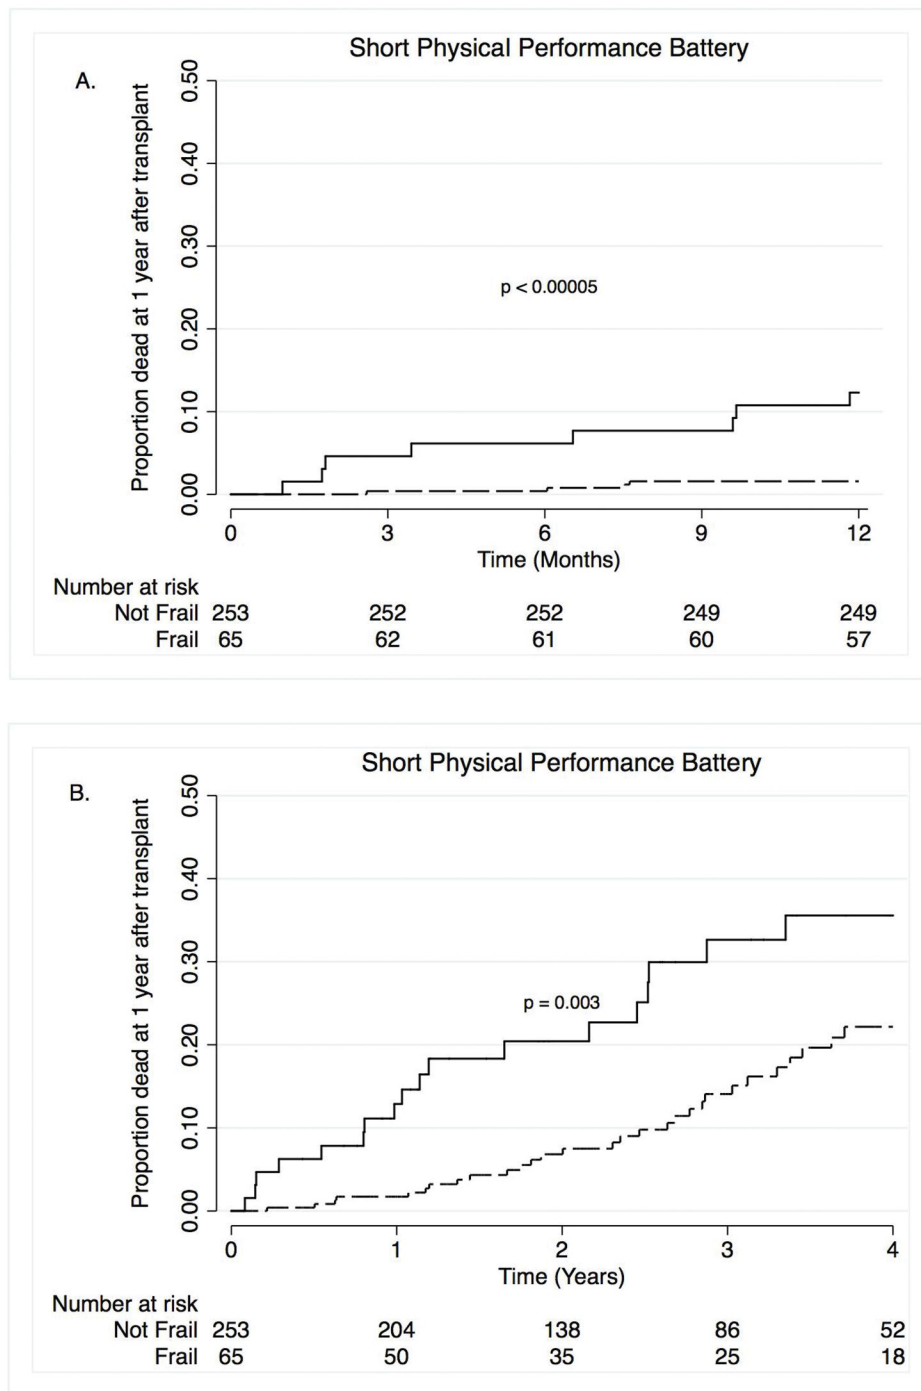 Short Physical Performance Battery
A.
Proportion dead at 1 year after transplant
0.50
0.40
0.30
0.20
0.10
0.00
p < 0.00005
0 3 6 9 12
Time (Months)
Number at risk
Not Frail 253 252 252 249 249
Frail 65 62 61 60 57
Short Physical Performance Battery
B.
Proportion dead at 1 year after transplant
0.50
0.40
0.30
0.20
0.10
0.00
p = 0.003
0 1 2 3 4
Time (Years)
Number at risk
Not Frail 253 204 138 86 52
Frail 65 50 35 25 18